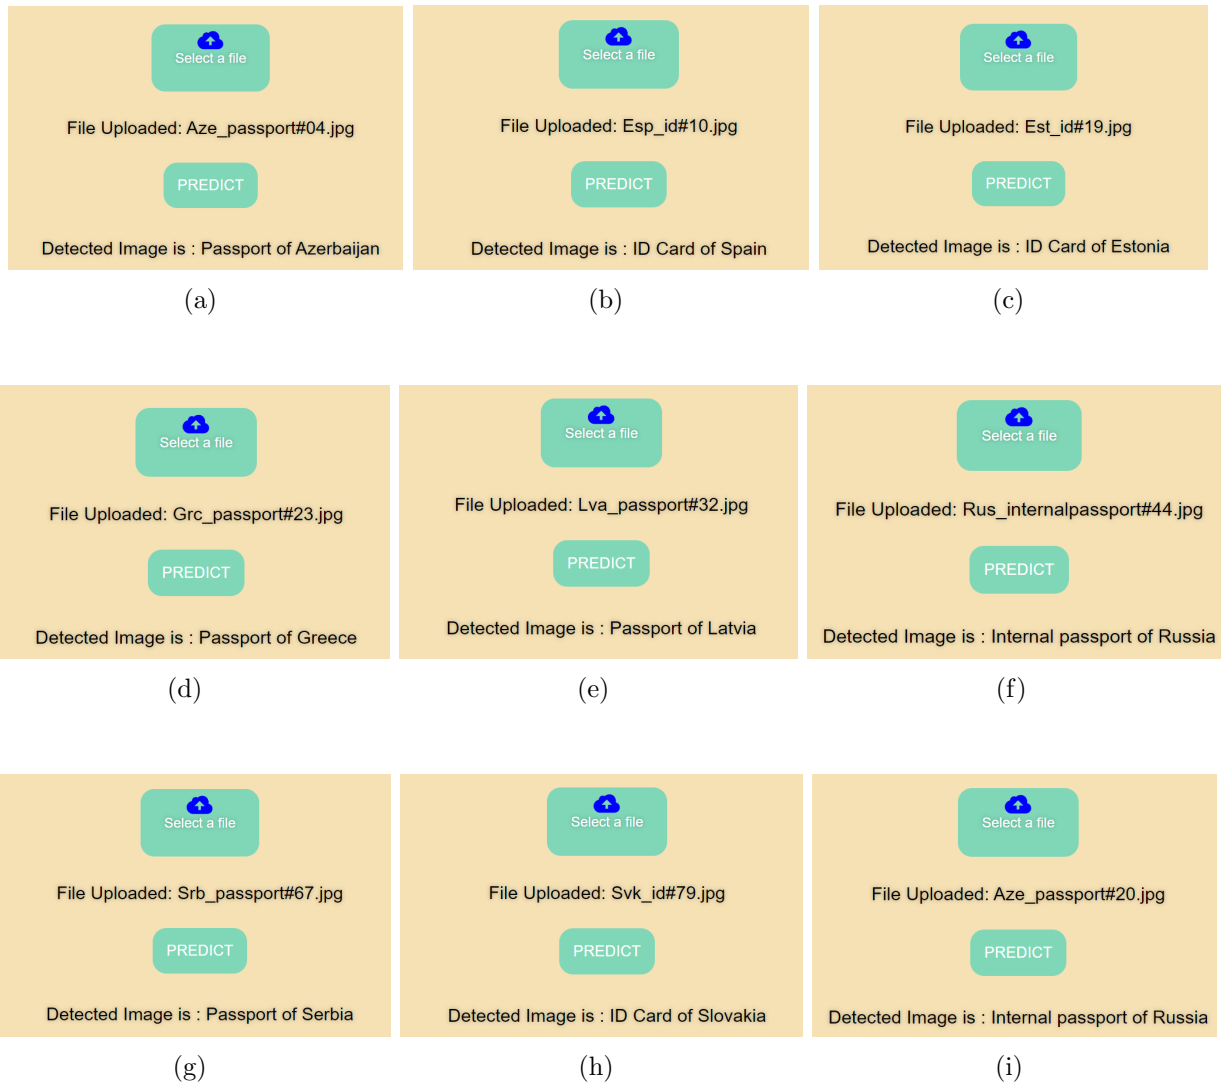 Select a file
File Uploaded: Aze_passport#04.jpg
PREDICT
Detected Image is : Passport of Azerbaijan
(a)
Select a file
File Uploaded: Esp_id#10.jpg
PREDICT
Detected Image is : ID Card of Spain
(b)
Select a file
File Uploaded: Est_id#19.jpg
PREDICT
Detected Image is : ID Card of Estonia
(c)
Select a file
File Uploaded: Grc_passport#23.jpg
PREDICT
Detected Image is : Passport of Greece
(d)
Select a file
File Uploaded: Lva_passport#32.jpg
PREDICT
Detected Image is : Passport of Latvia
(e)
Select a file
File Uploaded: Rus_internalpassport#44.jpg
PREDICT
Detected Image is : Internal passport of Russia
(f)
Select a file
File Uploaded: Srb_passport#67.jpg
PREDICT
Detected Image is : Passport of Serbia
(g)
Select a file
File Uploaded: Svk_id#79.jpg
PREDICT
Detected Image is : ID Card of Slovakia
(h)
Select a file
File Uploaded: Aze_passport#20.jpg
PREDICT
Detected Image is : Internal passport of Russia
(i)